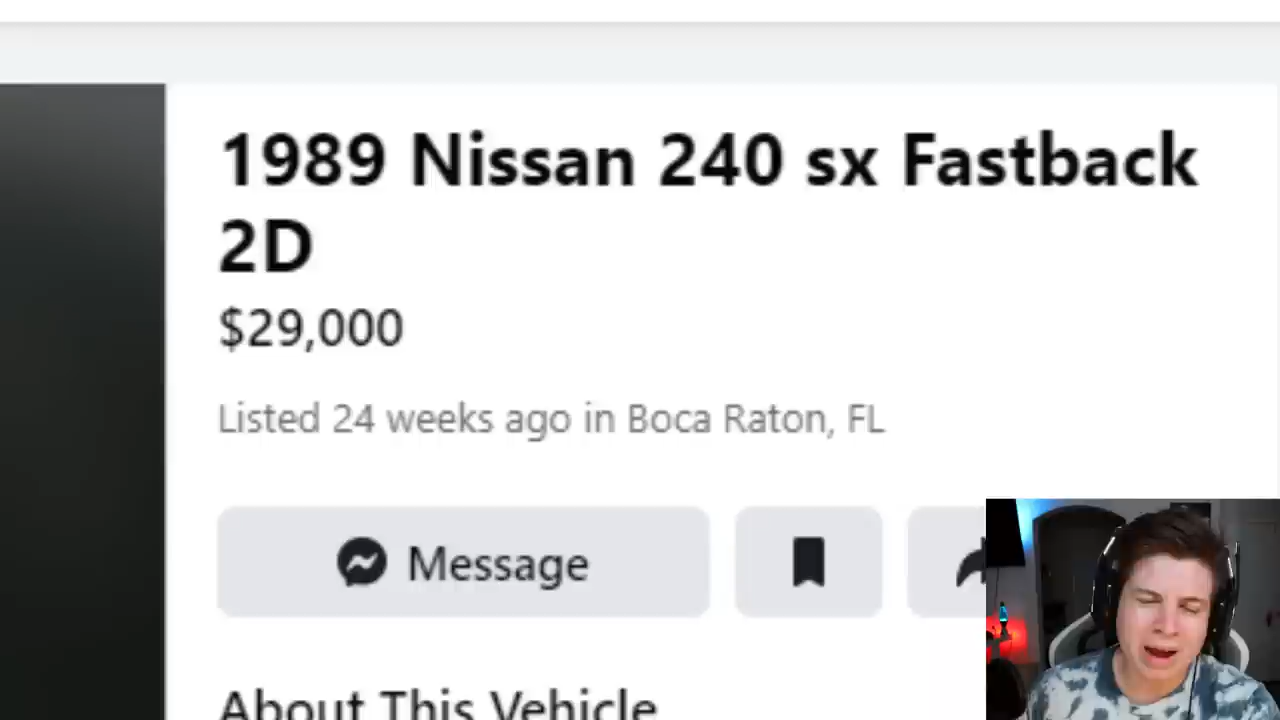 1989 Nissan 240 sx Fastback
2D
$29,000
Listed 24 weeks ago in Boca Raton, FL
Message
About This Vehicle